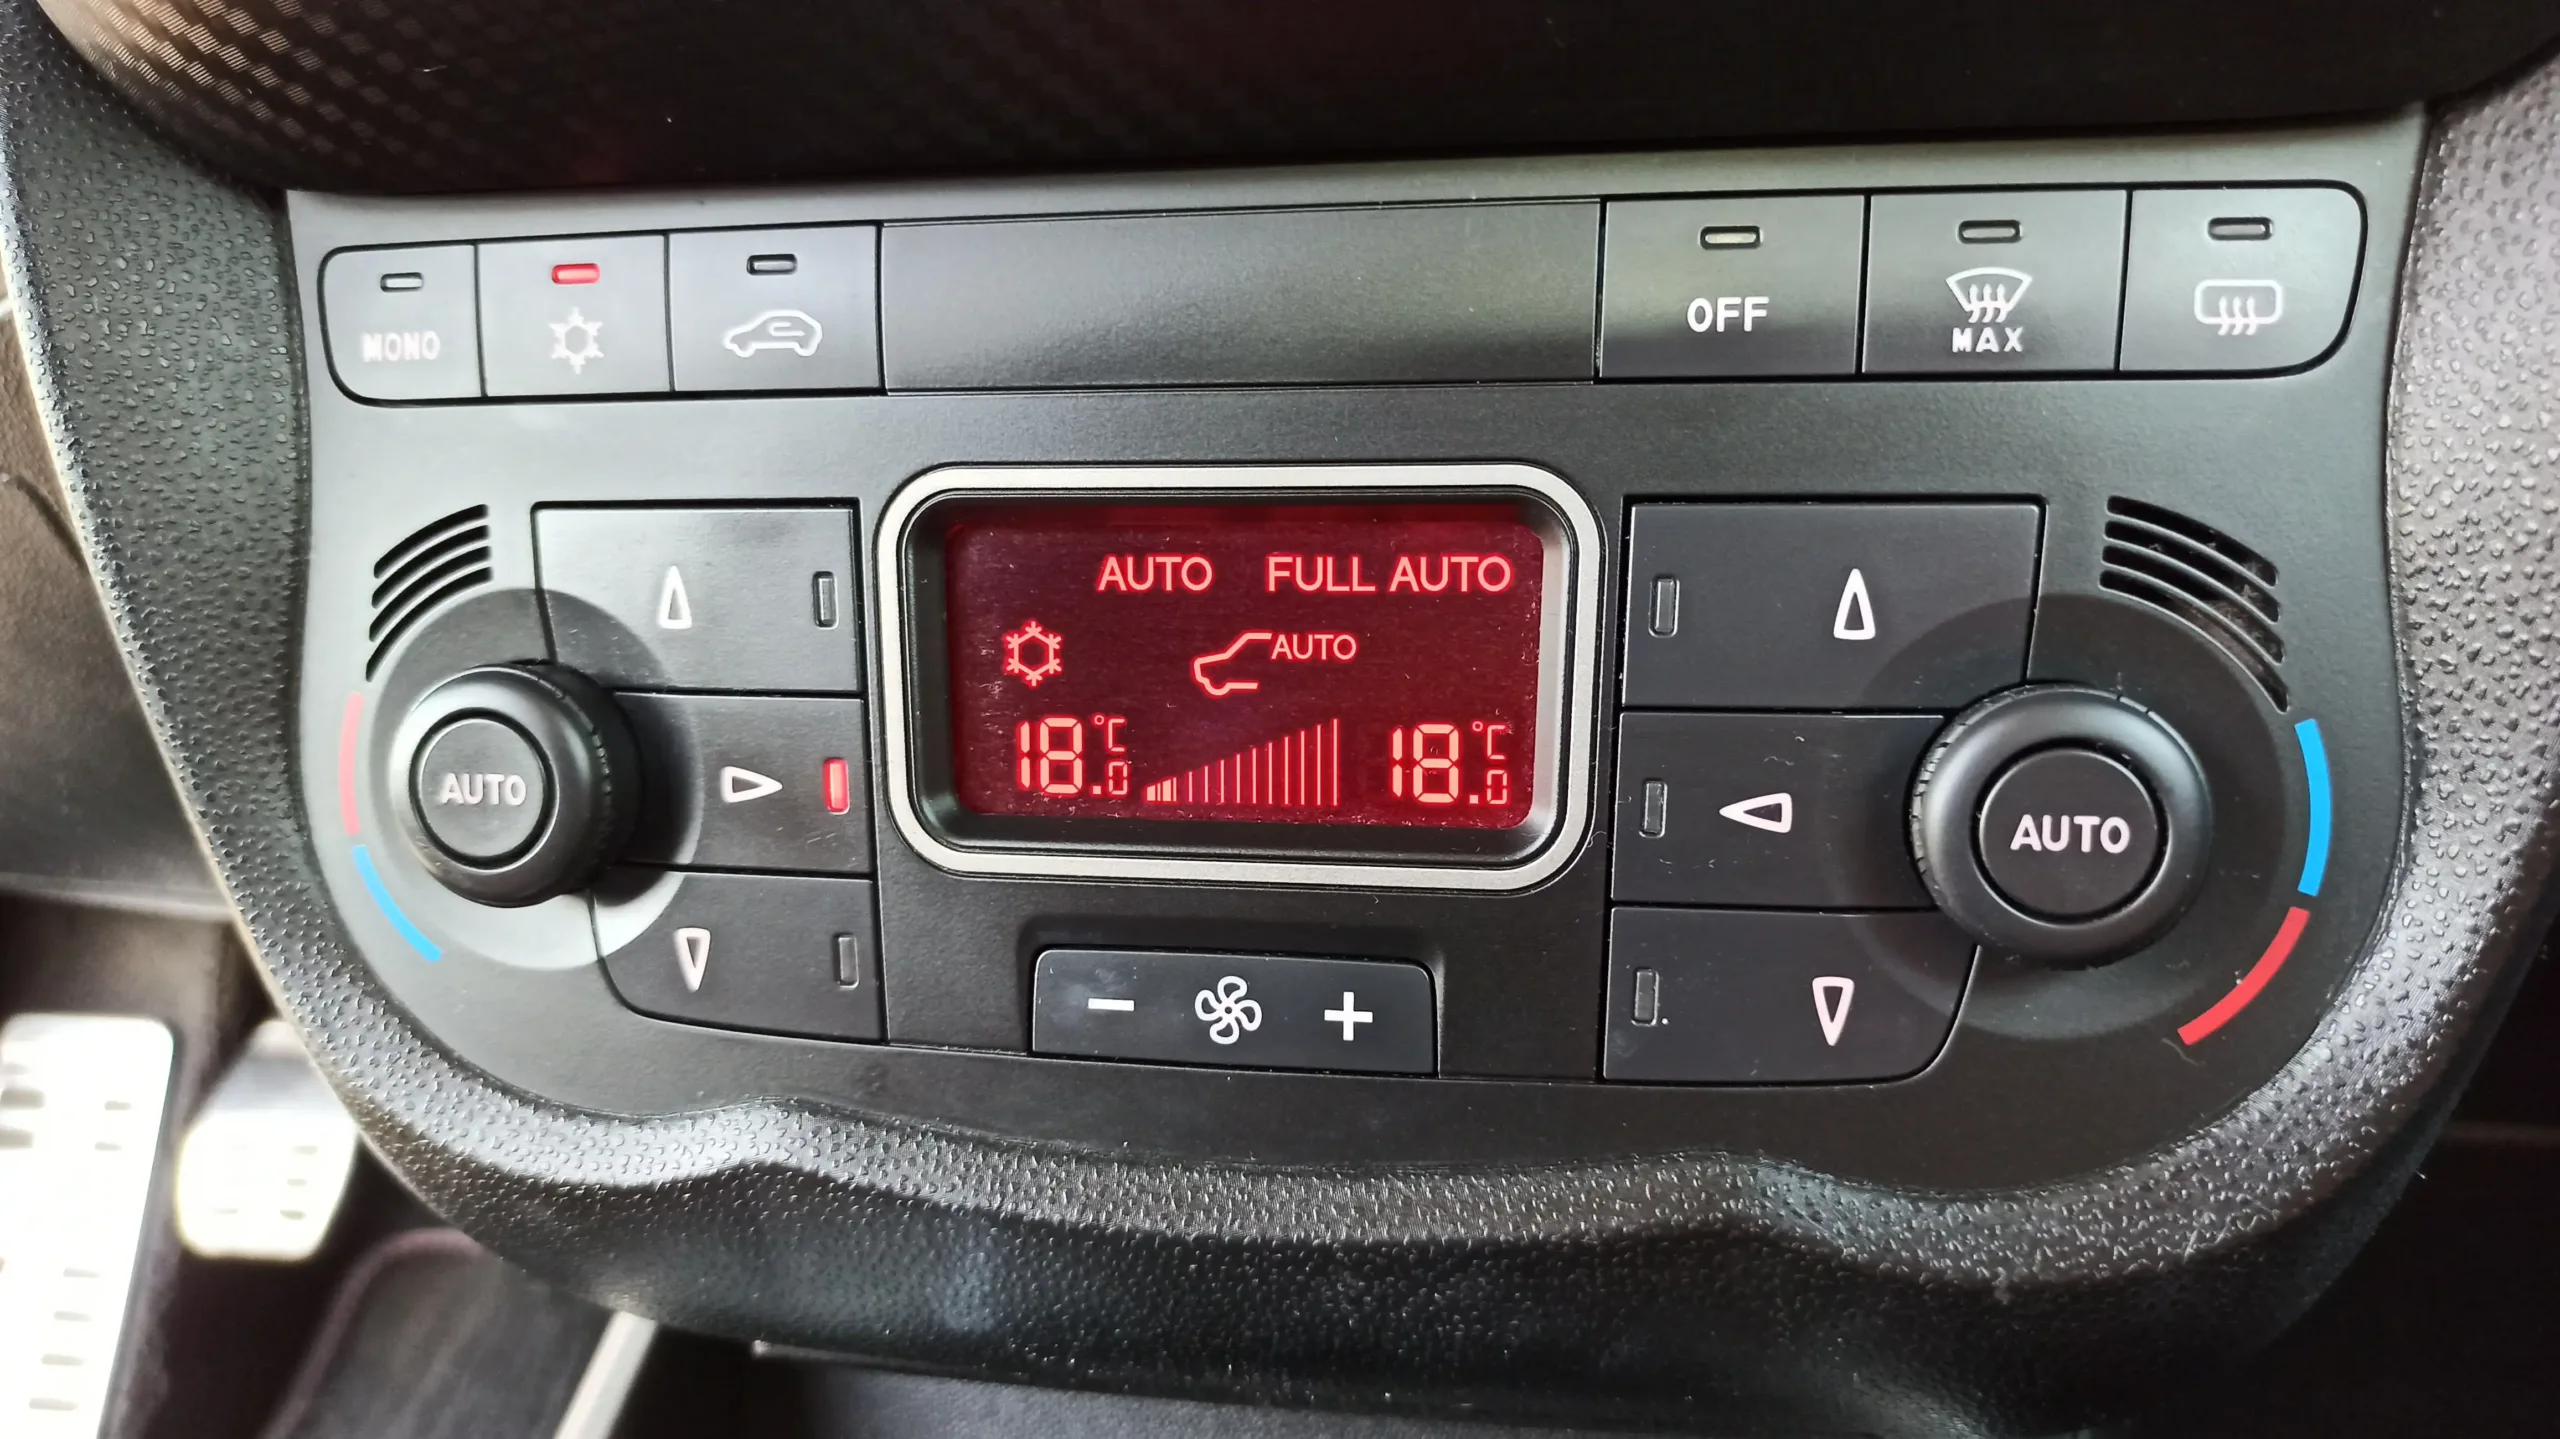 MONO
OFF
MAX
AUTO FULL AUTO
AUTO
18.0 °C 18.0 °C
AUTO
AUTO
- +